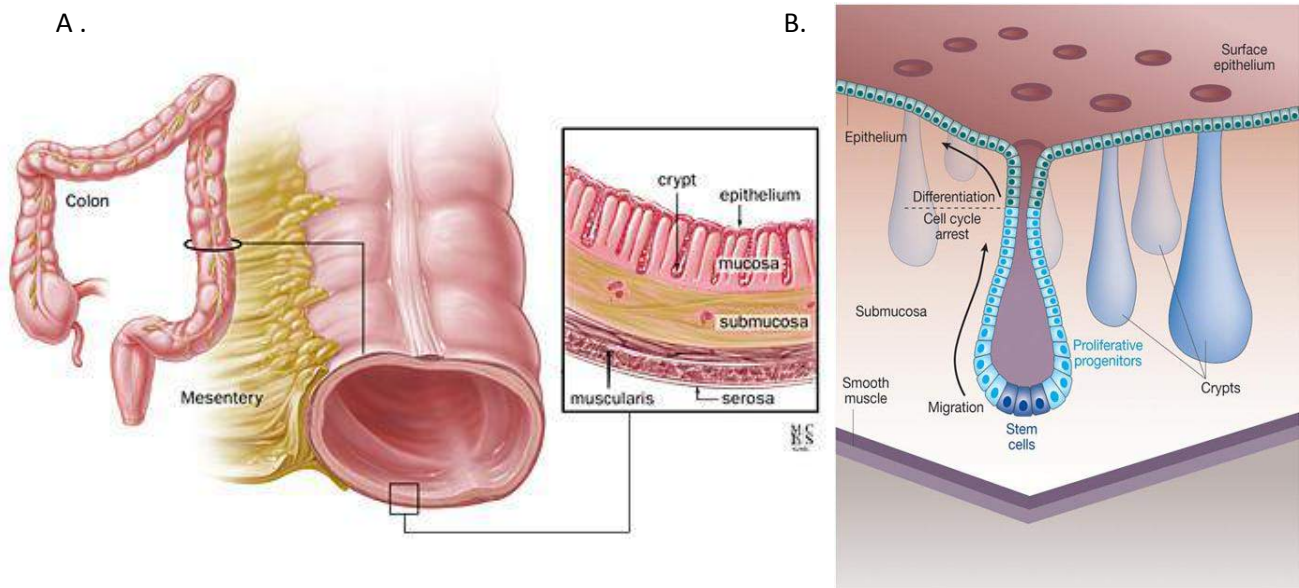 A .
Colon
Mesentery
crypt
epithelium
mucosa
submucosa
muscularis
serosa
B.
Surface
epithelium
Epithelium
Differentiation
Cell cycle
arrest
Submucosa
Proliferative
progenitors
Smooth
muscle
Migration
Crypts
Stem
cells